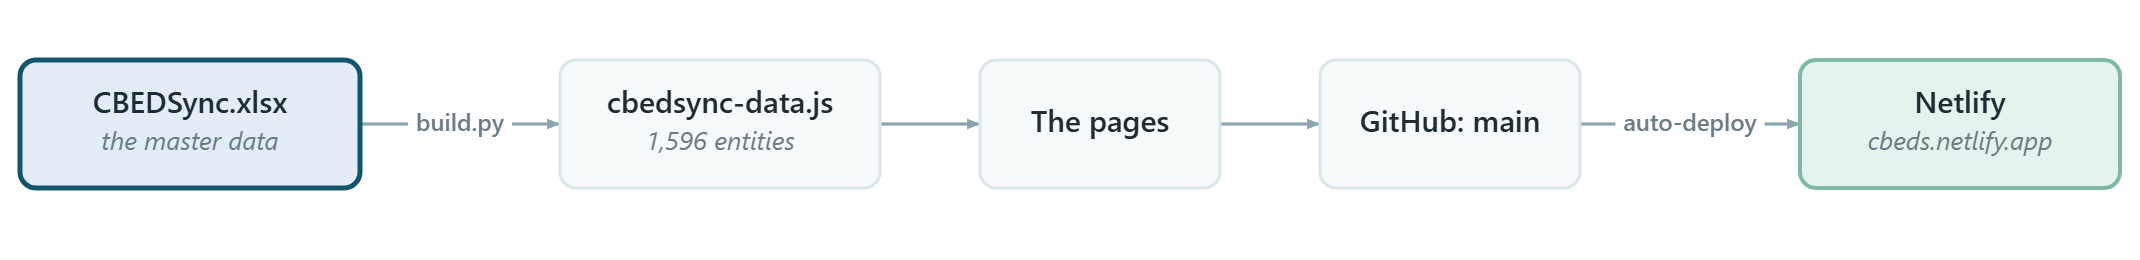 CBEDSync.xlsx
the master data
build.py
cbedsync-data.js
1,596 entities
The pages
GitHub: main
auto-deploy
Netlify
cbeds.netlify.app